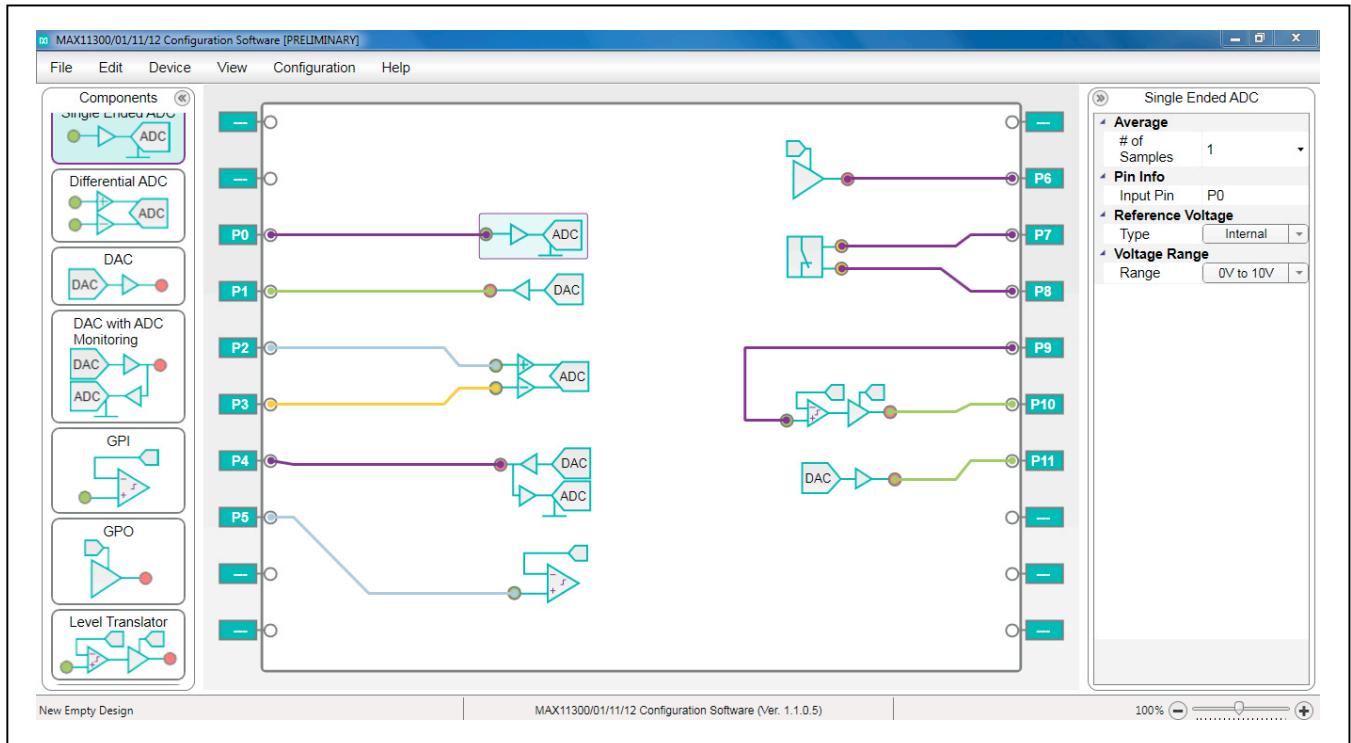 MAX11300/01/11/12 Configuration Software [PRELIMINARY]
File Edit Device View Configuration Help
Components
Single Ended ADC
ADC
Differential ADC
ADC
DAC
DAC
DAC with ADC
Monitoring
DAC
ADC
GPI
GPO
Level Translator
---
---
P0
P1
P2
P3
P4
P5
---
---
ADC
DAC
ADC
DAC
ADC
DAC
---
P6
P7
P8
P9
P10
P11
---
---
---
Single Ended ADC
Average
# of
Samples 1
Pin Info
Input Pin P0
Reference Voltage
Type Internal
Voltage Range
Range 0V to 10V
New Empty Design
MAX11300/01/11/12 Configuration Software (Ver. 1.1.0.5)
100%